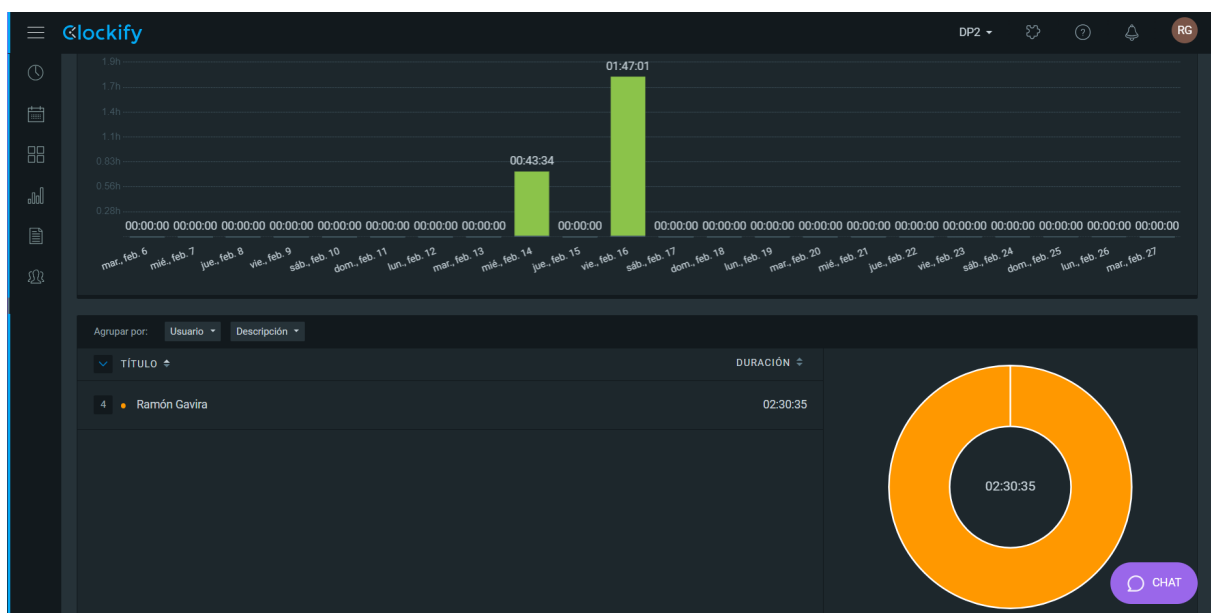 Clockify
DP2
RG
1.9h
01:47:01
1.7h
1.4h
1.1h
0.83h
00:43:34
0.56h
0.28h
00:00:00 00:00:00 00:00:00 00:00:00 00:00:00 00:00:00 00:00:00 00:00:00 00:00:00 00:00:00 00:00:00 00:00:00 00:00:00 00:00:00 00:00:00 00:00:00 00:00:00 00:00:00 00:00:00 00:00:00
mar., feb. 6 mié., feb. 7 jue., feb. 8 vie., feb. 9 sáb., feb. 10 dom., feb. 11 lun., feb. 12 mar., feb. 13 mié., feb. 14 jue., feb. 15 vie., feb. 16 sáb., feb. 17 dom., feb. 18 lun., feb. 19 mar., feb. 20 mié., feb. 21 jue., feb. 22 vie., feb. 23 sáb., feb. 24 dom., feb. 25 lun., feb. 26 mar., feb. 27
Agrupar por: Usuario Descripción
TÍTULO DURACIÓN
4 Ramón Gavira 02:30:35
02:30:35
CHAT